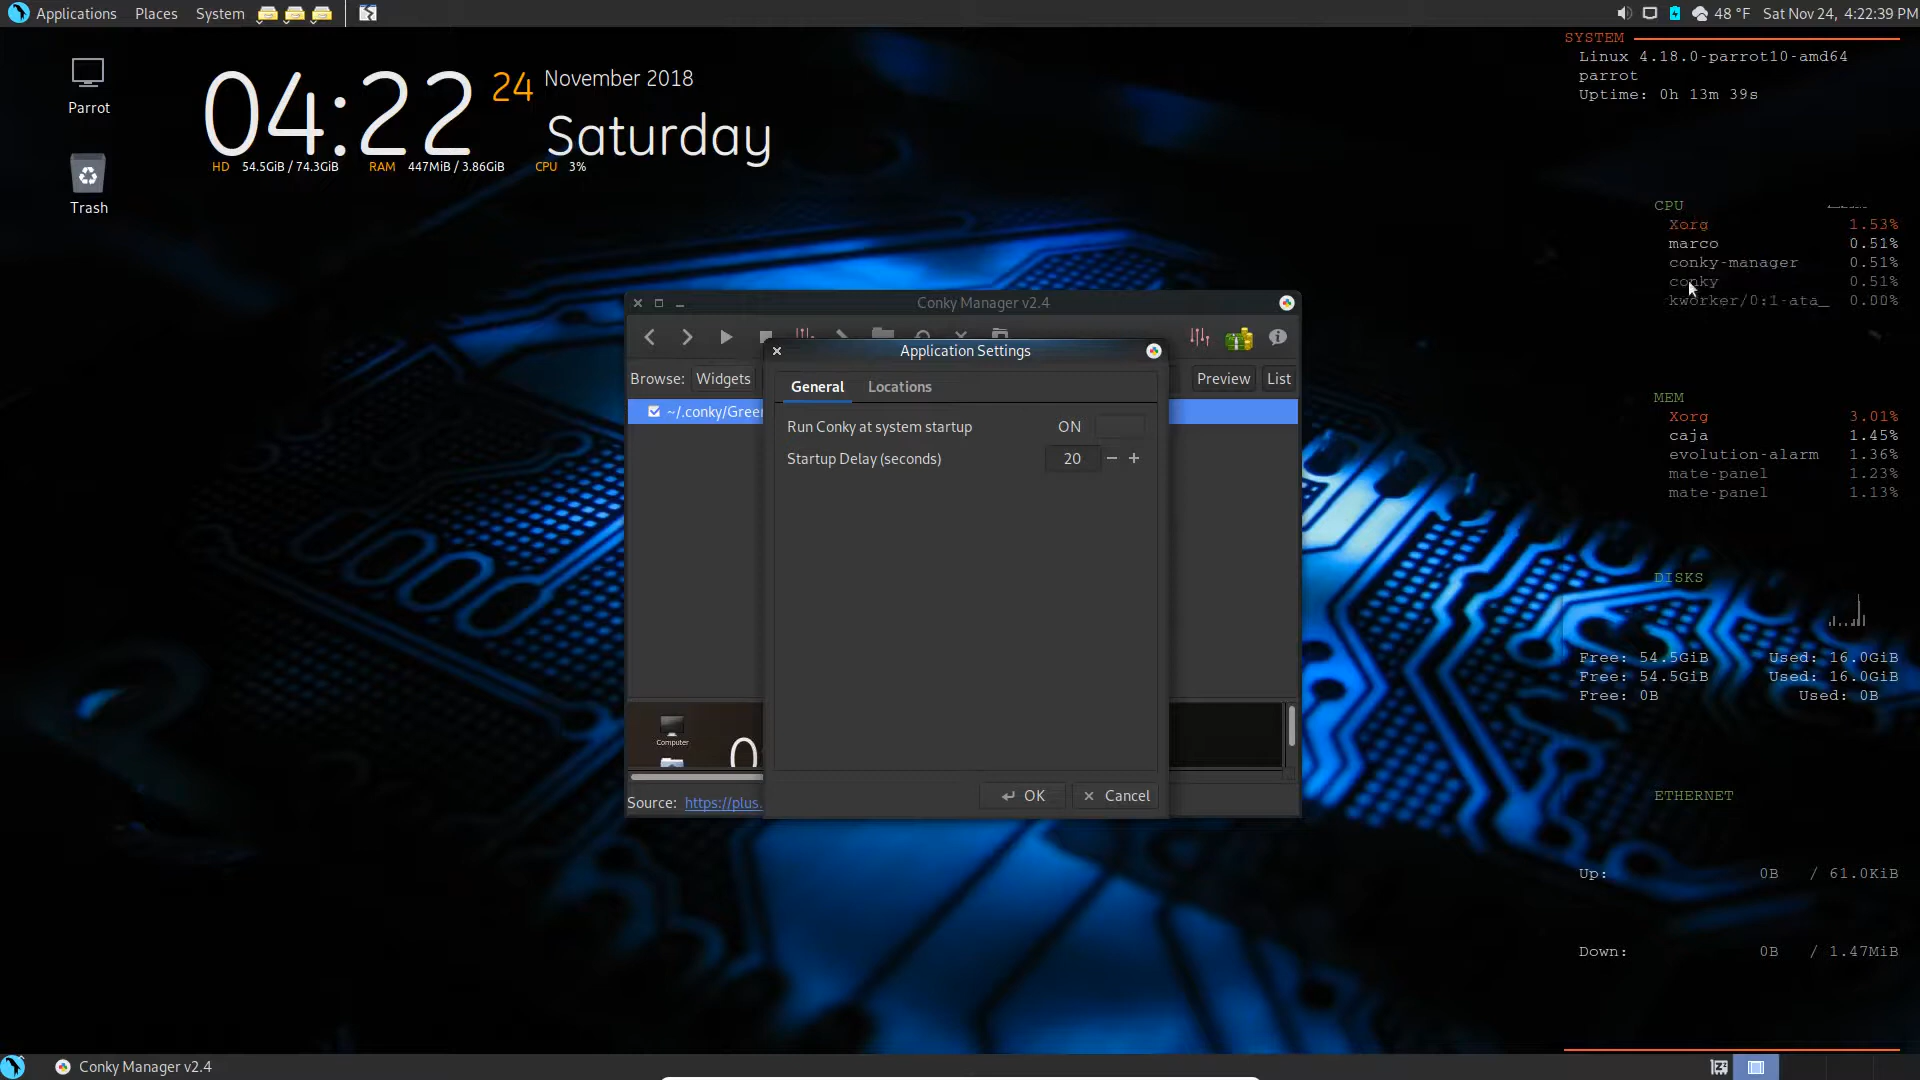 Applications Places System
48 °F Sat Nov 24, 4:22:39 PM
Parrot
Trash
04:22 24 November 2018
Saturday
HD 54.5GiB / 74.3GiB RAM 447MiB / 3.86GiB CPU 3%
SYSTEM
Linux 4.18.0-parrot10-amd64
parrot
Uptime: 0h 13m 39s
CPU
Xorg 1.53%
marco 0.51%
conky-manager 0.51%
conky 0.51%
kworker/0:1-ata_ 0.00%
MEM
Xorg 3.01%
caja 1.45%
evolution-alarm 1.36%
mate-panel 1.23%
mate-panel 1.13%
DISKS
Free: 54.5GiB Used: 16.0GiB
Free: 54.5GiB Used: 16.0GiB
Free: 0B Used: 0B
ETHERNET
Up: 0B / 61.0KiB
Down: 0B / 1.47MiB
Conky Manager v2.4
Browse: Widgets
Preview List
~/.conky/Green
Application Settings
General Locations
Run Conky at system startup ON
Startup Delay (seconds) 20
OK Cancel
Computer
0
Source: https://plus.
Conky Manager v2.4